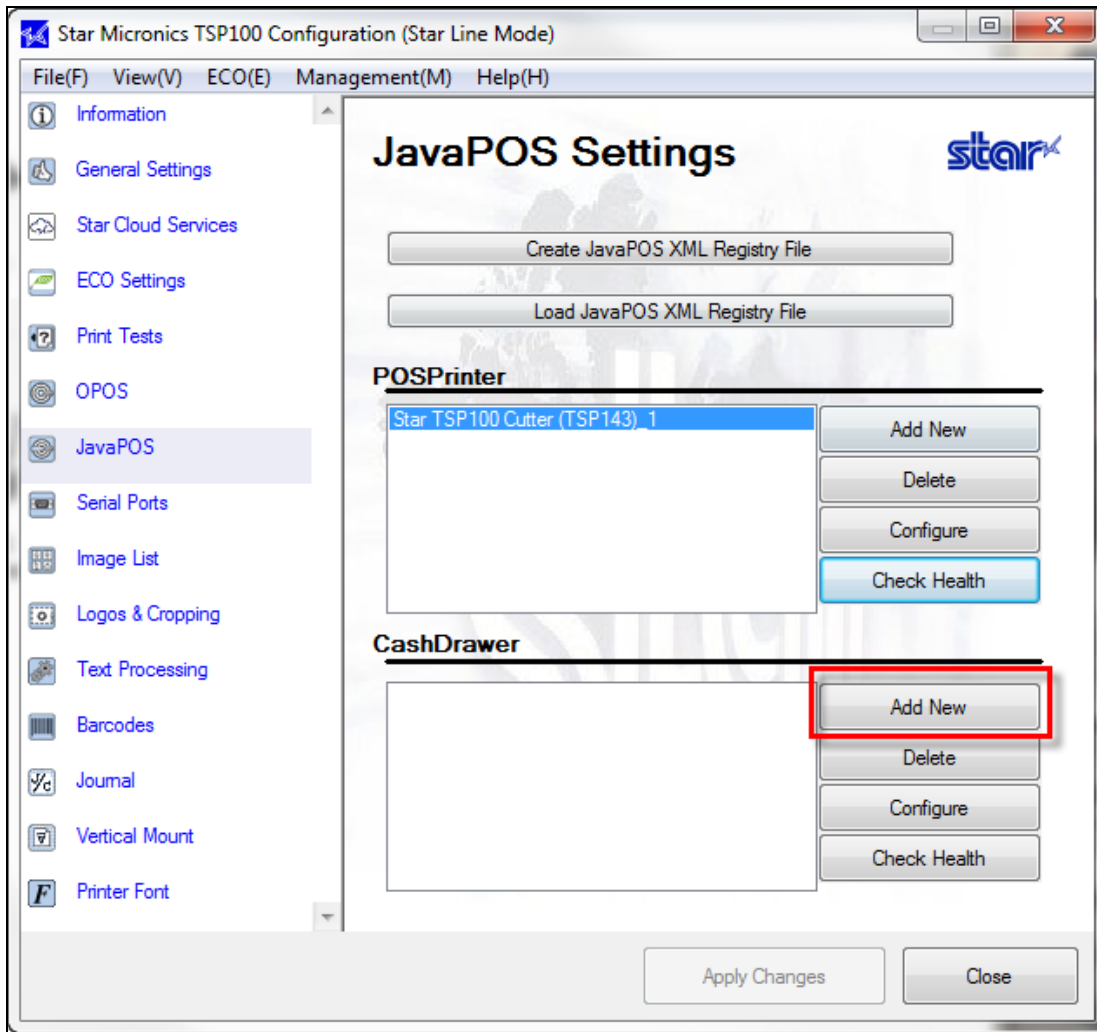 Star Micronics TSP100 Configuration (Star Line Mode)
File(F) View(V) ECO(E) Management(M) Help(H)
Information
General Settings
Star Cloud Services
ECO Settings
Print Tests
OPOS
JavaPOS
Serial Ports
Image List
Logos & Cropping
Text Processing
Barcodes
Journal
Vertical Mount
Printer Font
JavaPOS Settings
star
Create JavaPOS XML Registry File
Load JavaPOS XML Registry File
POSPrinter
Star TSP100 Cutter (TSP143)_1
Add New
Delete
Configure
Check Health
CashDrawer
Add New
Delete
Configure
Check Health
Apply Changes
Close